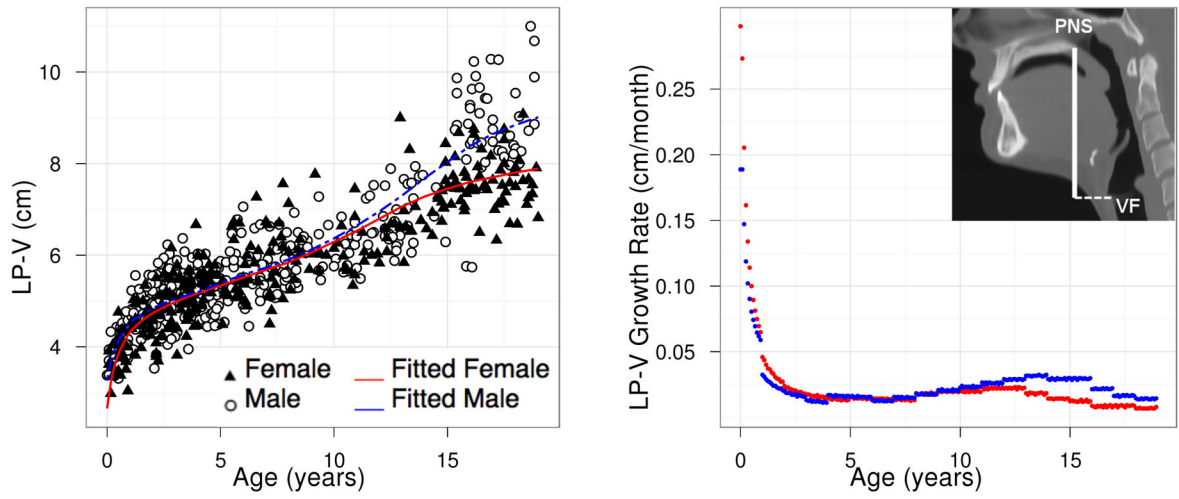 LP-V (cm)
10
8
6
4
Female
Male
Fitted Female
Fitted Male
0
5
10
15
Age (years)
LP-V Growth Rate (cm/month)
0.25
0.20
0.15
0.10
0.05
PNS
VF
0
5
10
15
Age (years)